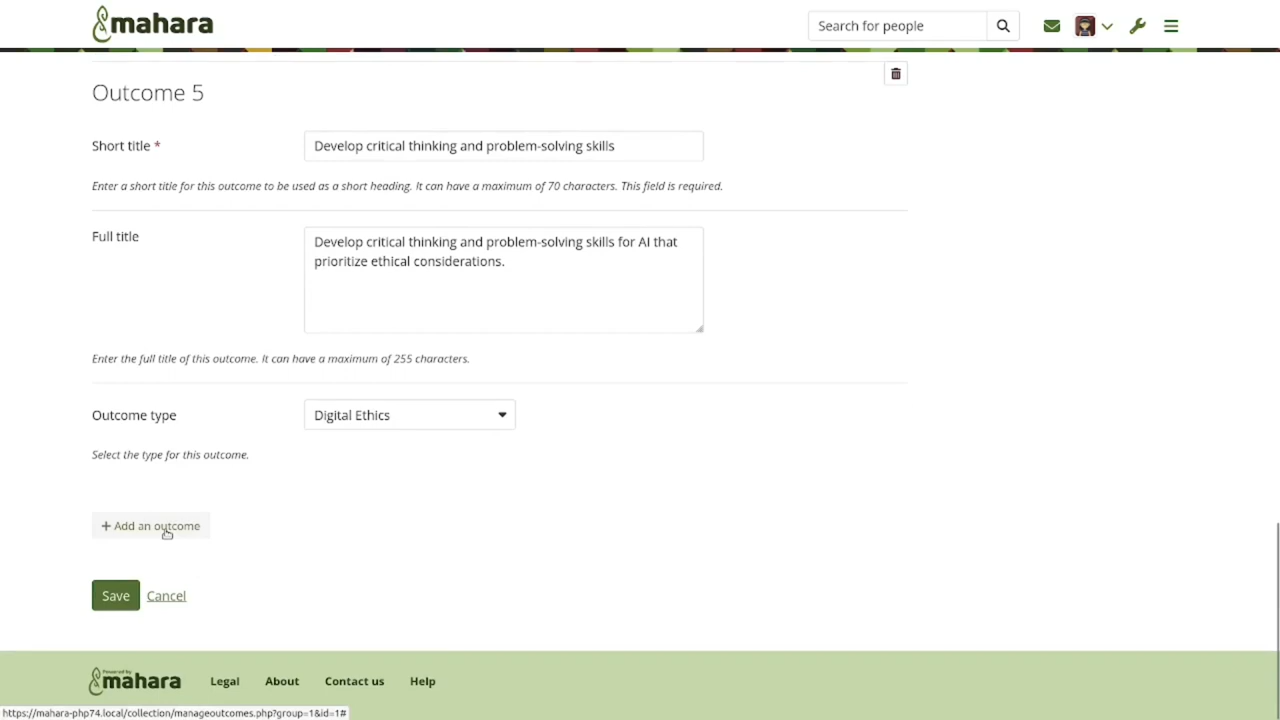 mahara
Search for people
Outcome 5
Short title *
Develop critical thinking and problem-solving skills
Enter a short title for this outcome to be used as a short heading. It can have a maximum of 70 characters. This field is required.
Full title
Develop critical thinking and problem-solving skills for AI that
prioritize ethical considerations.
Enter the full title of this outcome. It can have a maximum of 255 characters.
Outcome type
Digital Ethics
Select the type for this outcome.
+ Add an outcome
Save Cancel
Powered by
mahara
Legal About Contact us Help
https://mahara-php74.local/collection/manageoutcomes.php?group=1&id=1#